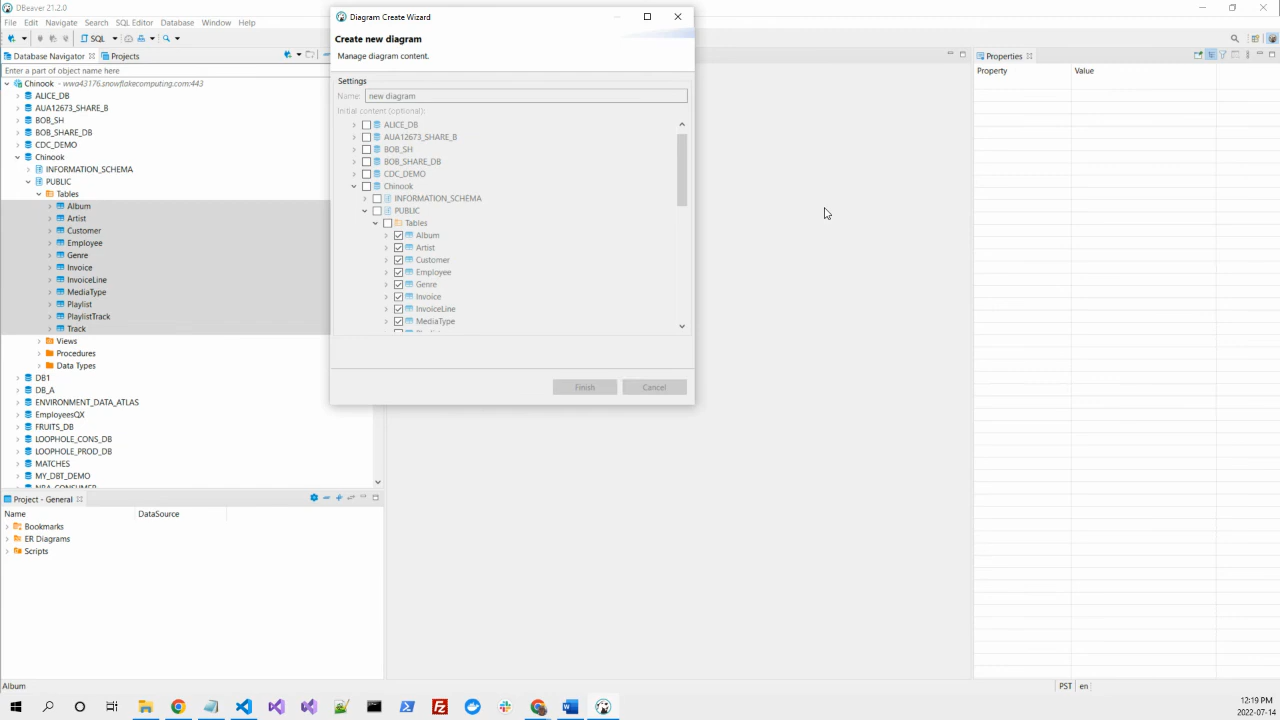 DBeaver 21.2.0
File Edit Navigate Search SQL Editor Database Window Help
SQL
Database Navigator Projects
Enter a part of object name here
Chinook - wwa43176.snowflakecomputing.com:443
ALICE_DB
AUA12673_SHARE_B
BOB_SH
BOB_SHARE_DB
CDC_DEMO
Chinook
INFORMATION_SCHEMA
PUBLIC
Tables
Album
Artist
Customer
Employee
Genre
Invoice
InvoiceLine
MediaType
Playlist
PlaylistTrack
Track
Views
Procedures
Data Types
DB1
DB_A
ENVIRONMENT_DATA_ATLAS
EmployeesQX
FRUITS_DB
LOOPHOLE_CONS_DB
LOOPHOLE_PROD_DB
MATCHES
MY_DBT_DEMO
NBA_CONSUMER
Project - General
Name DataSource
Bookmarks
ER Diagrams
Scripts
Diagram Create Wizard
Create new diagram
Manage diagram content.
Settings
Name new diagram
Initial content (optional):
ALICE_DB
AUA12673_SHARE_B
BOB_SH
BOB_SHARE_DB
CDC_DEMO
Chinook
INFORMATION_SCHEMA
PUBLIC
Tables
Album
Artist
Customer
Employee
Genre
Invoice
InvoiceLine
MediaType
Finish Cancel
Properties
Property Value
Album
PST en
12:19 PM
2022-07-14